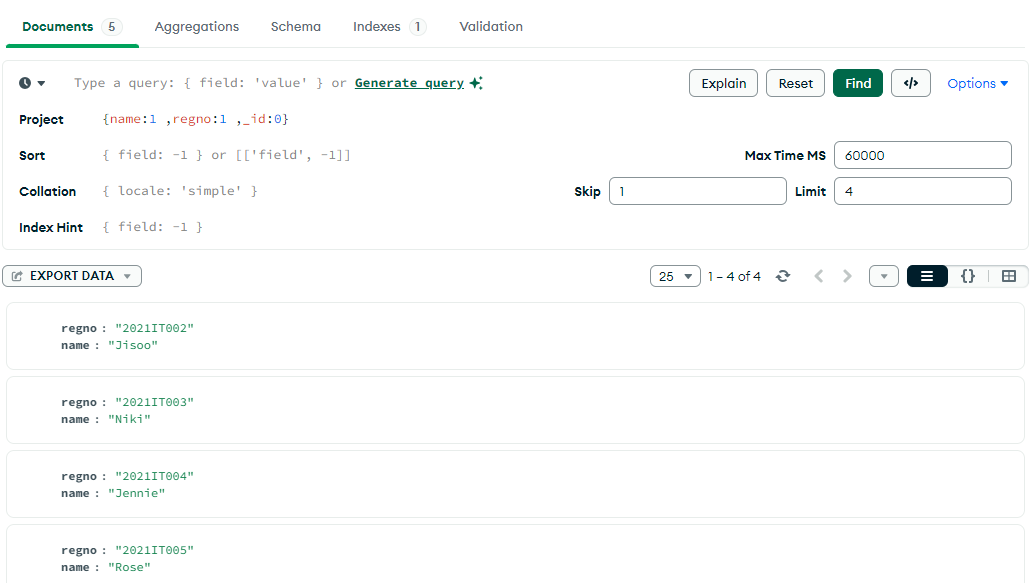 Documents 5 Aggregations Schema Indexes 1 Validation
Type a query: { field: 'value' } or Generate query Explain Reset Find </> Options
Project {name:1 ,regno:1 ,_id:0}
Sort { field: -1 } or [['field', -1]] Max Time MS 60000
Collation { locale: 'simple' } Skip 1 Limit 4
Index Hint { field: -1 }
EXPORT DATA 25 1 – 4 of 4 {}
regno : "2021IT002"
name : "Jisoo"
regno : "2021IT003"
name : "Niki"
regno : "2021IT004"
name : "Jennie"
regno : "2021IT005"
name : "Rose"